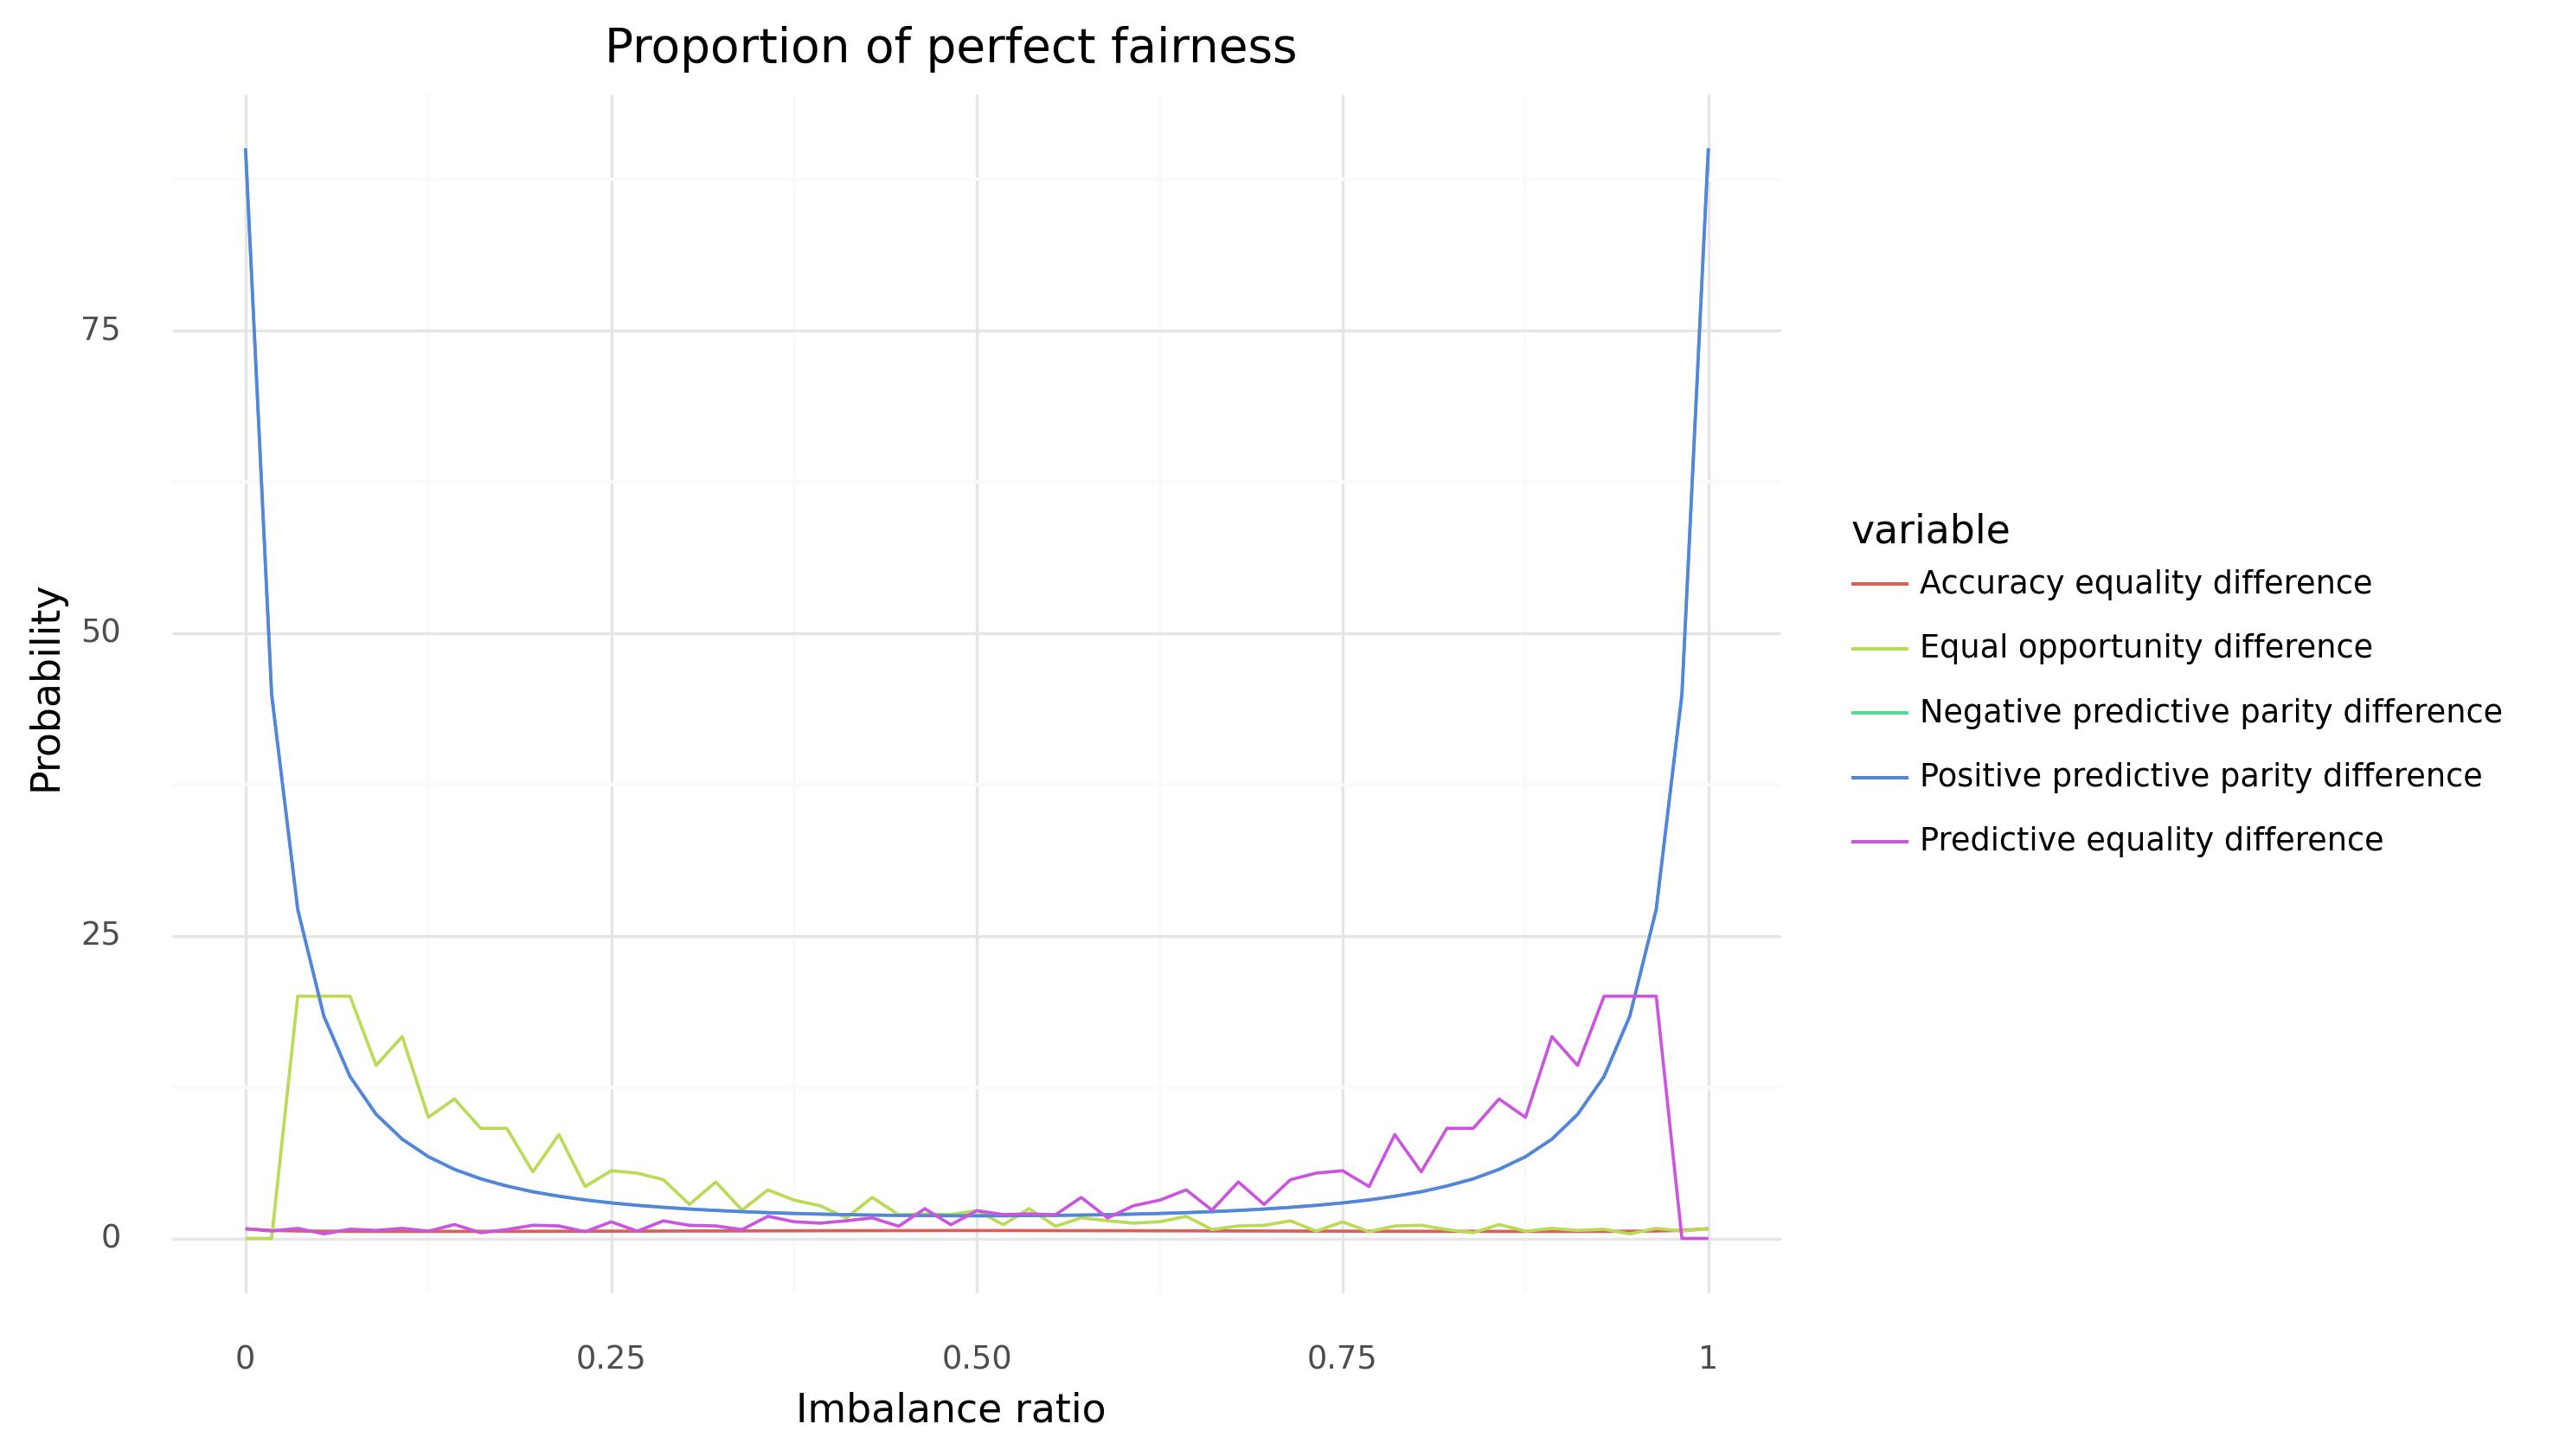 Proportion of perfect fairness
75
50
25
0
Probability
0
0.25
0.50
0.75
1
Imbalance ratio
variable
Accuracy equality difference
Equal opportunity difference
Negative predictive parity difference
Positive predictive parity difference
Predictive equality difference